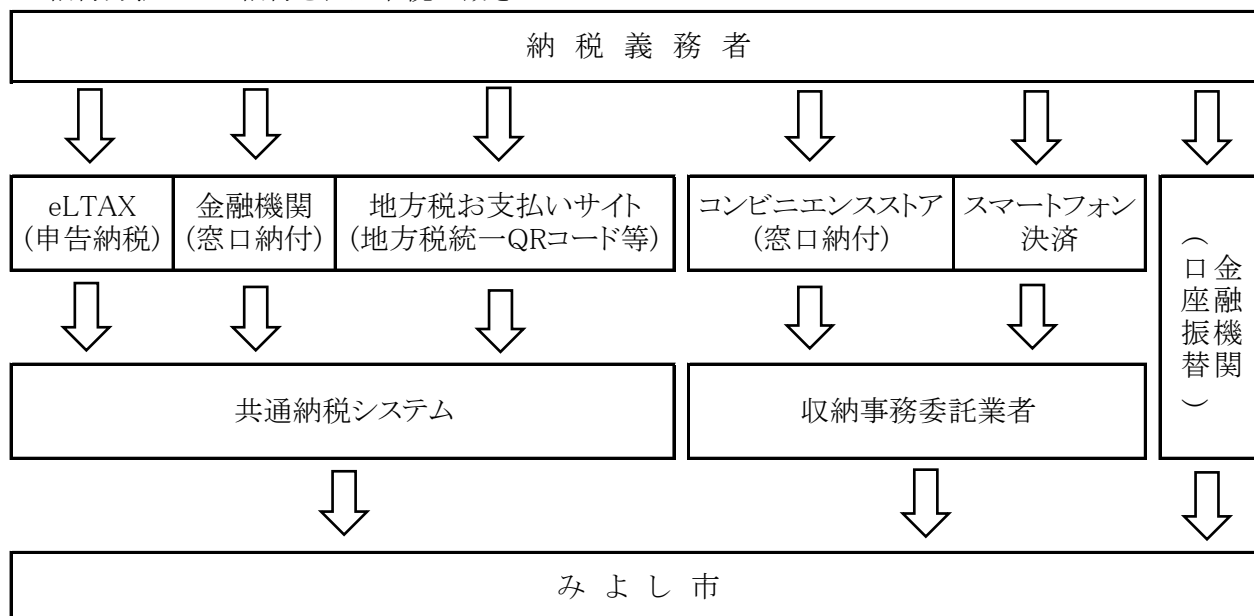 納税義務者
eLTAX
(申告納税)
金融機関
(窓口納付)
地方税お支払いサイト
(地方税統一QRコード等)
コンビニエンスストア
(窓口納付)
スマートフォン
決済
金融機関
(口座振替)
共通納税システム
収納事務委託業者
みよし市